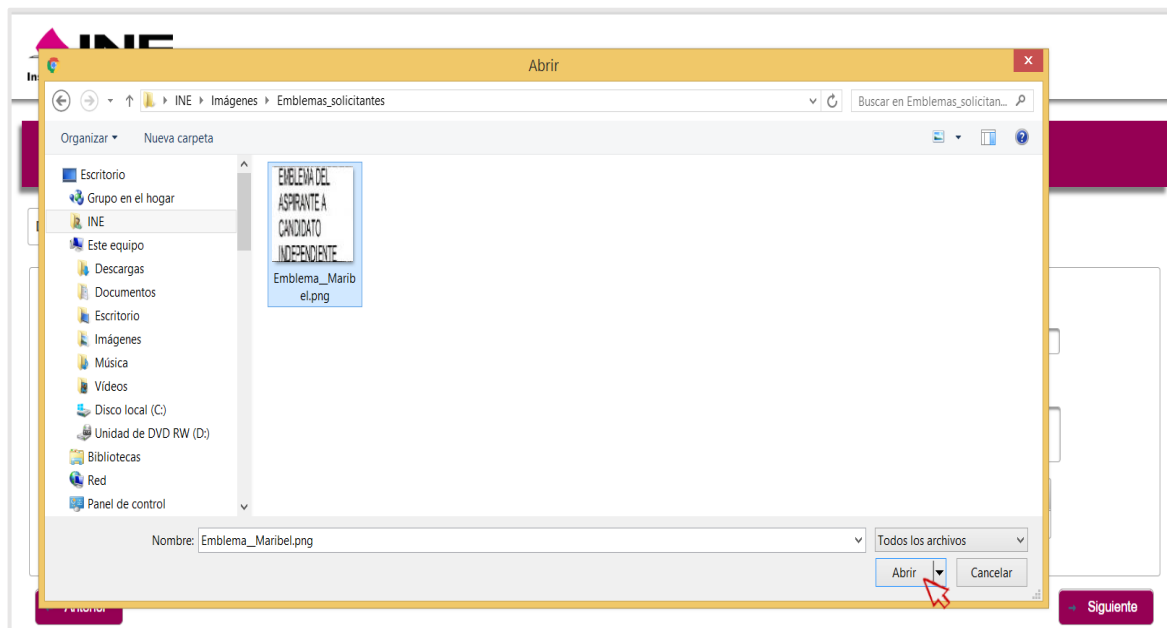 INE
Ins
Abrir
x
INE Imágenes Emblemas_solicitantes
Buscar en Emblemas_solicitan...
Organizar Nueva carpeta
Escritorio
Grupo en el hogar
INE
Este equipo
Descargas
Documentos
Escritorio
Imágenes
Música
Vídeos
Disco local (C:)
Unidad de DVD RW (D:)
Bibliotecas
Red
Panel de control
EMBLEMA DEL
ASPIRANTE A
CANDIDATO
INDEPENDIENTE
Emblema__Marib
el.png
Nombre: Emblema__Maribel.png
Todos los archivos
Abrir
Cancelar
Anterior
Siguiente